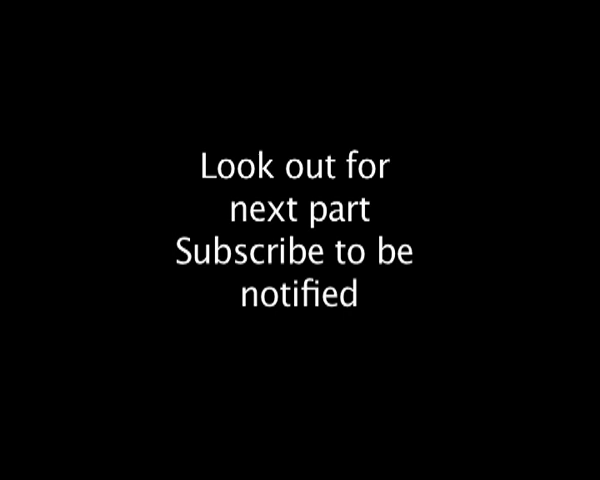 Look out for
next part
Subscribe to be
notified